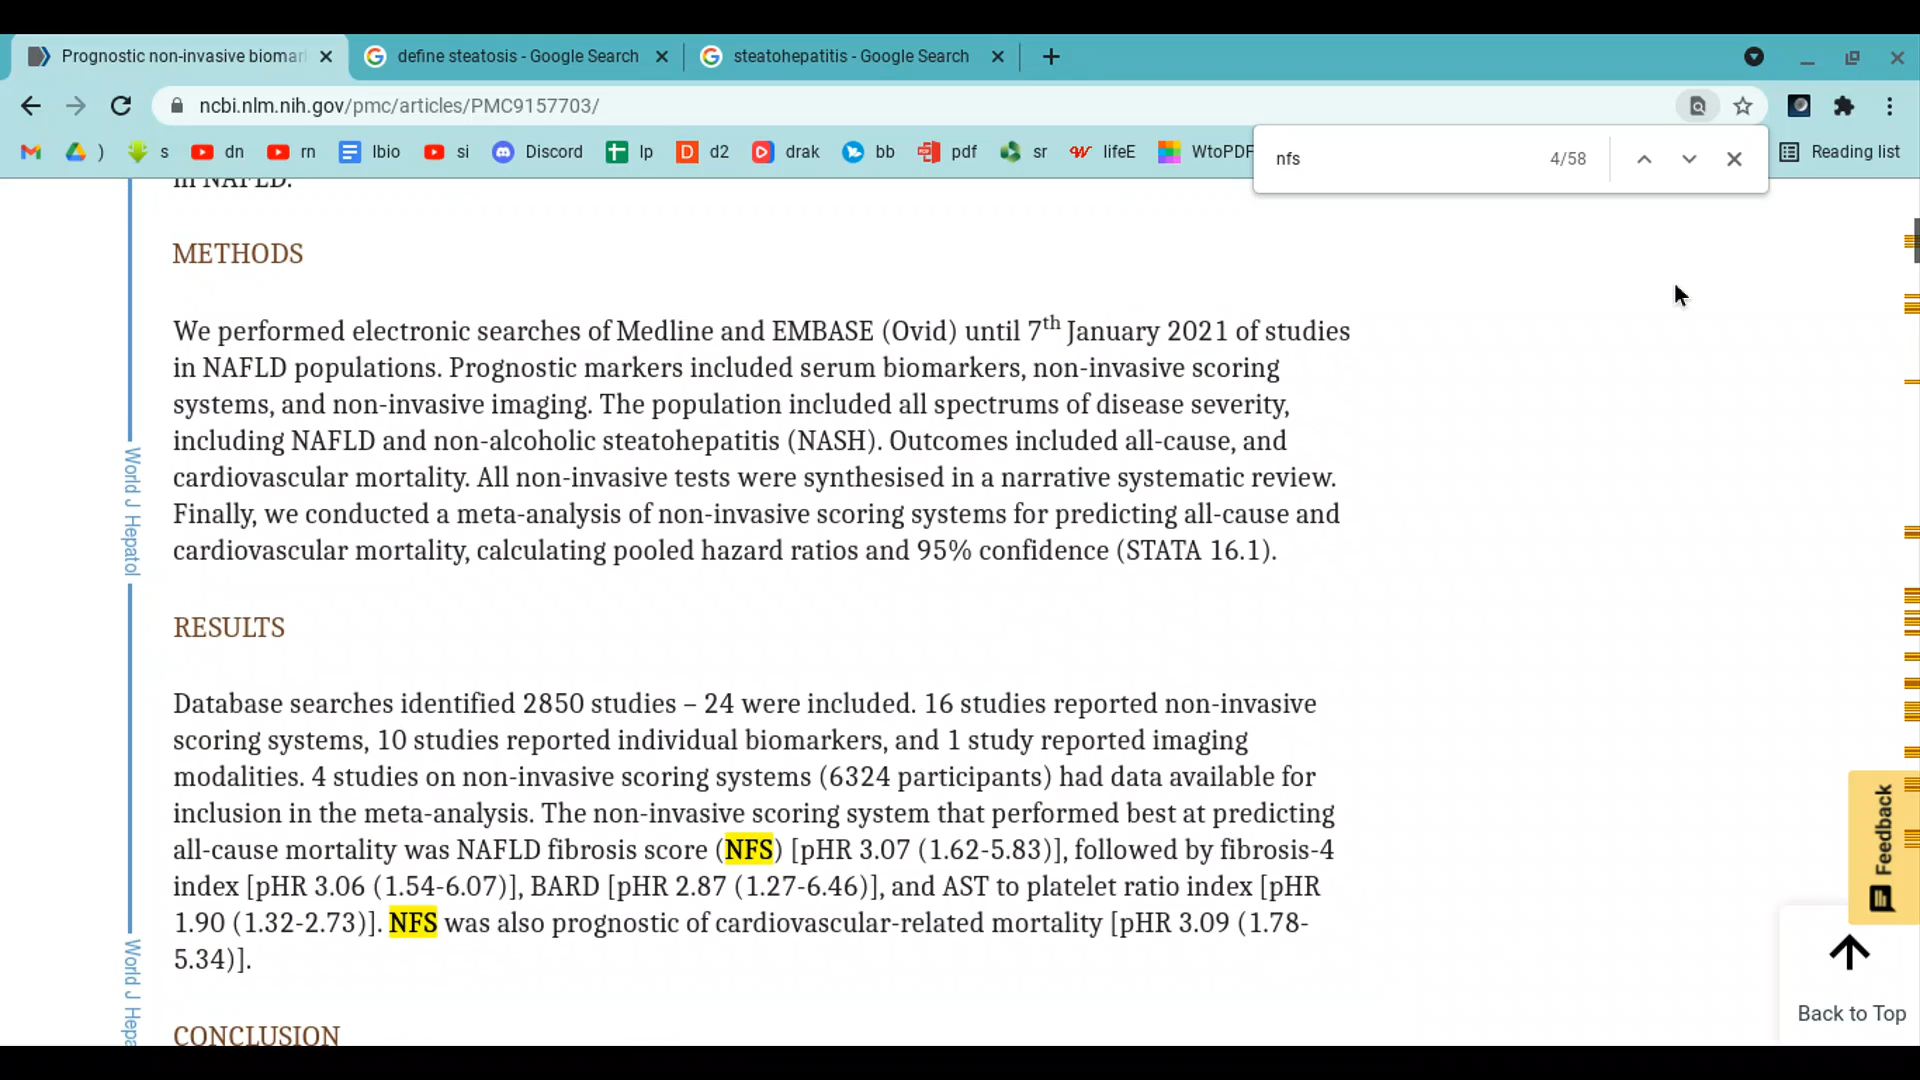 Prognostic non-invasive biomar
define steatosis - Google Search
steatohepatitis - Google Search
ncbi.nlm.nih.gov/pmc/articles/PMC9157703/
) s dn rn lbio si Discord lp d2 drak bb pdf sr lifeE WtoPDF Reading list
nfs 4/58
in NAFLD.
METHODS
We performed electronic searches of Medline and EMBASE (Ovid) until 7th January 2021 of studies
in NAFLD populations. Prognostic markers included serum biomarkers, non-invasive scoring
systems, and non-invasive imaging. The population included all spectrums of disease severity,
including NAFLD and non-alcoholic steatohepatitis (NASH). Outcomes included all-cause, and
cardiovascular mortality. All non-invasive tests were synthesised in a narrative systematic review.
Finally, we conducted a meta-analysis of non-invasive scoring systems for predicting all-cause and
cardiovascular mortality, calculating pooled hazard ratios and 95% confidence (STATA 16.1).
RESULTS
Database searches identified 2850 studies – 24 were included. 16 studies reported non-invasive
scoring systems, 10 studies reported individual biomarkers, and 1 study reported imaging
modalities. 4 studies on non-invasive scoring systems (6324 participants) had data available for
inclusion in the meta-analysis. The non-invasive scoring system that performed best at predicting
all-cause mortality was NAFLD fibrosis score (NFS) [pHR 3.07 (1.62-5.83)], followed by fibrosis-4
index [pHR 3.06 (1.54-6.07)], BARD [pHR 2.87 (1.27-6.46)], and AST to platelet ratio index [pHR
1.90 (1.32-2.73)]. NFS was also prognostic of cardiovascular-related mortality [pHR 3.09 (1.78-
5.34)].
CONCLUSION
World J Hepatol
World J Hepa
Feedback
Back to Top